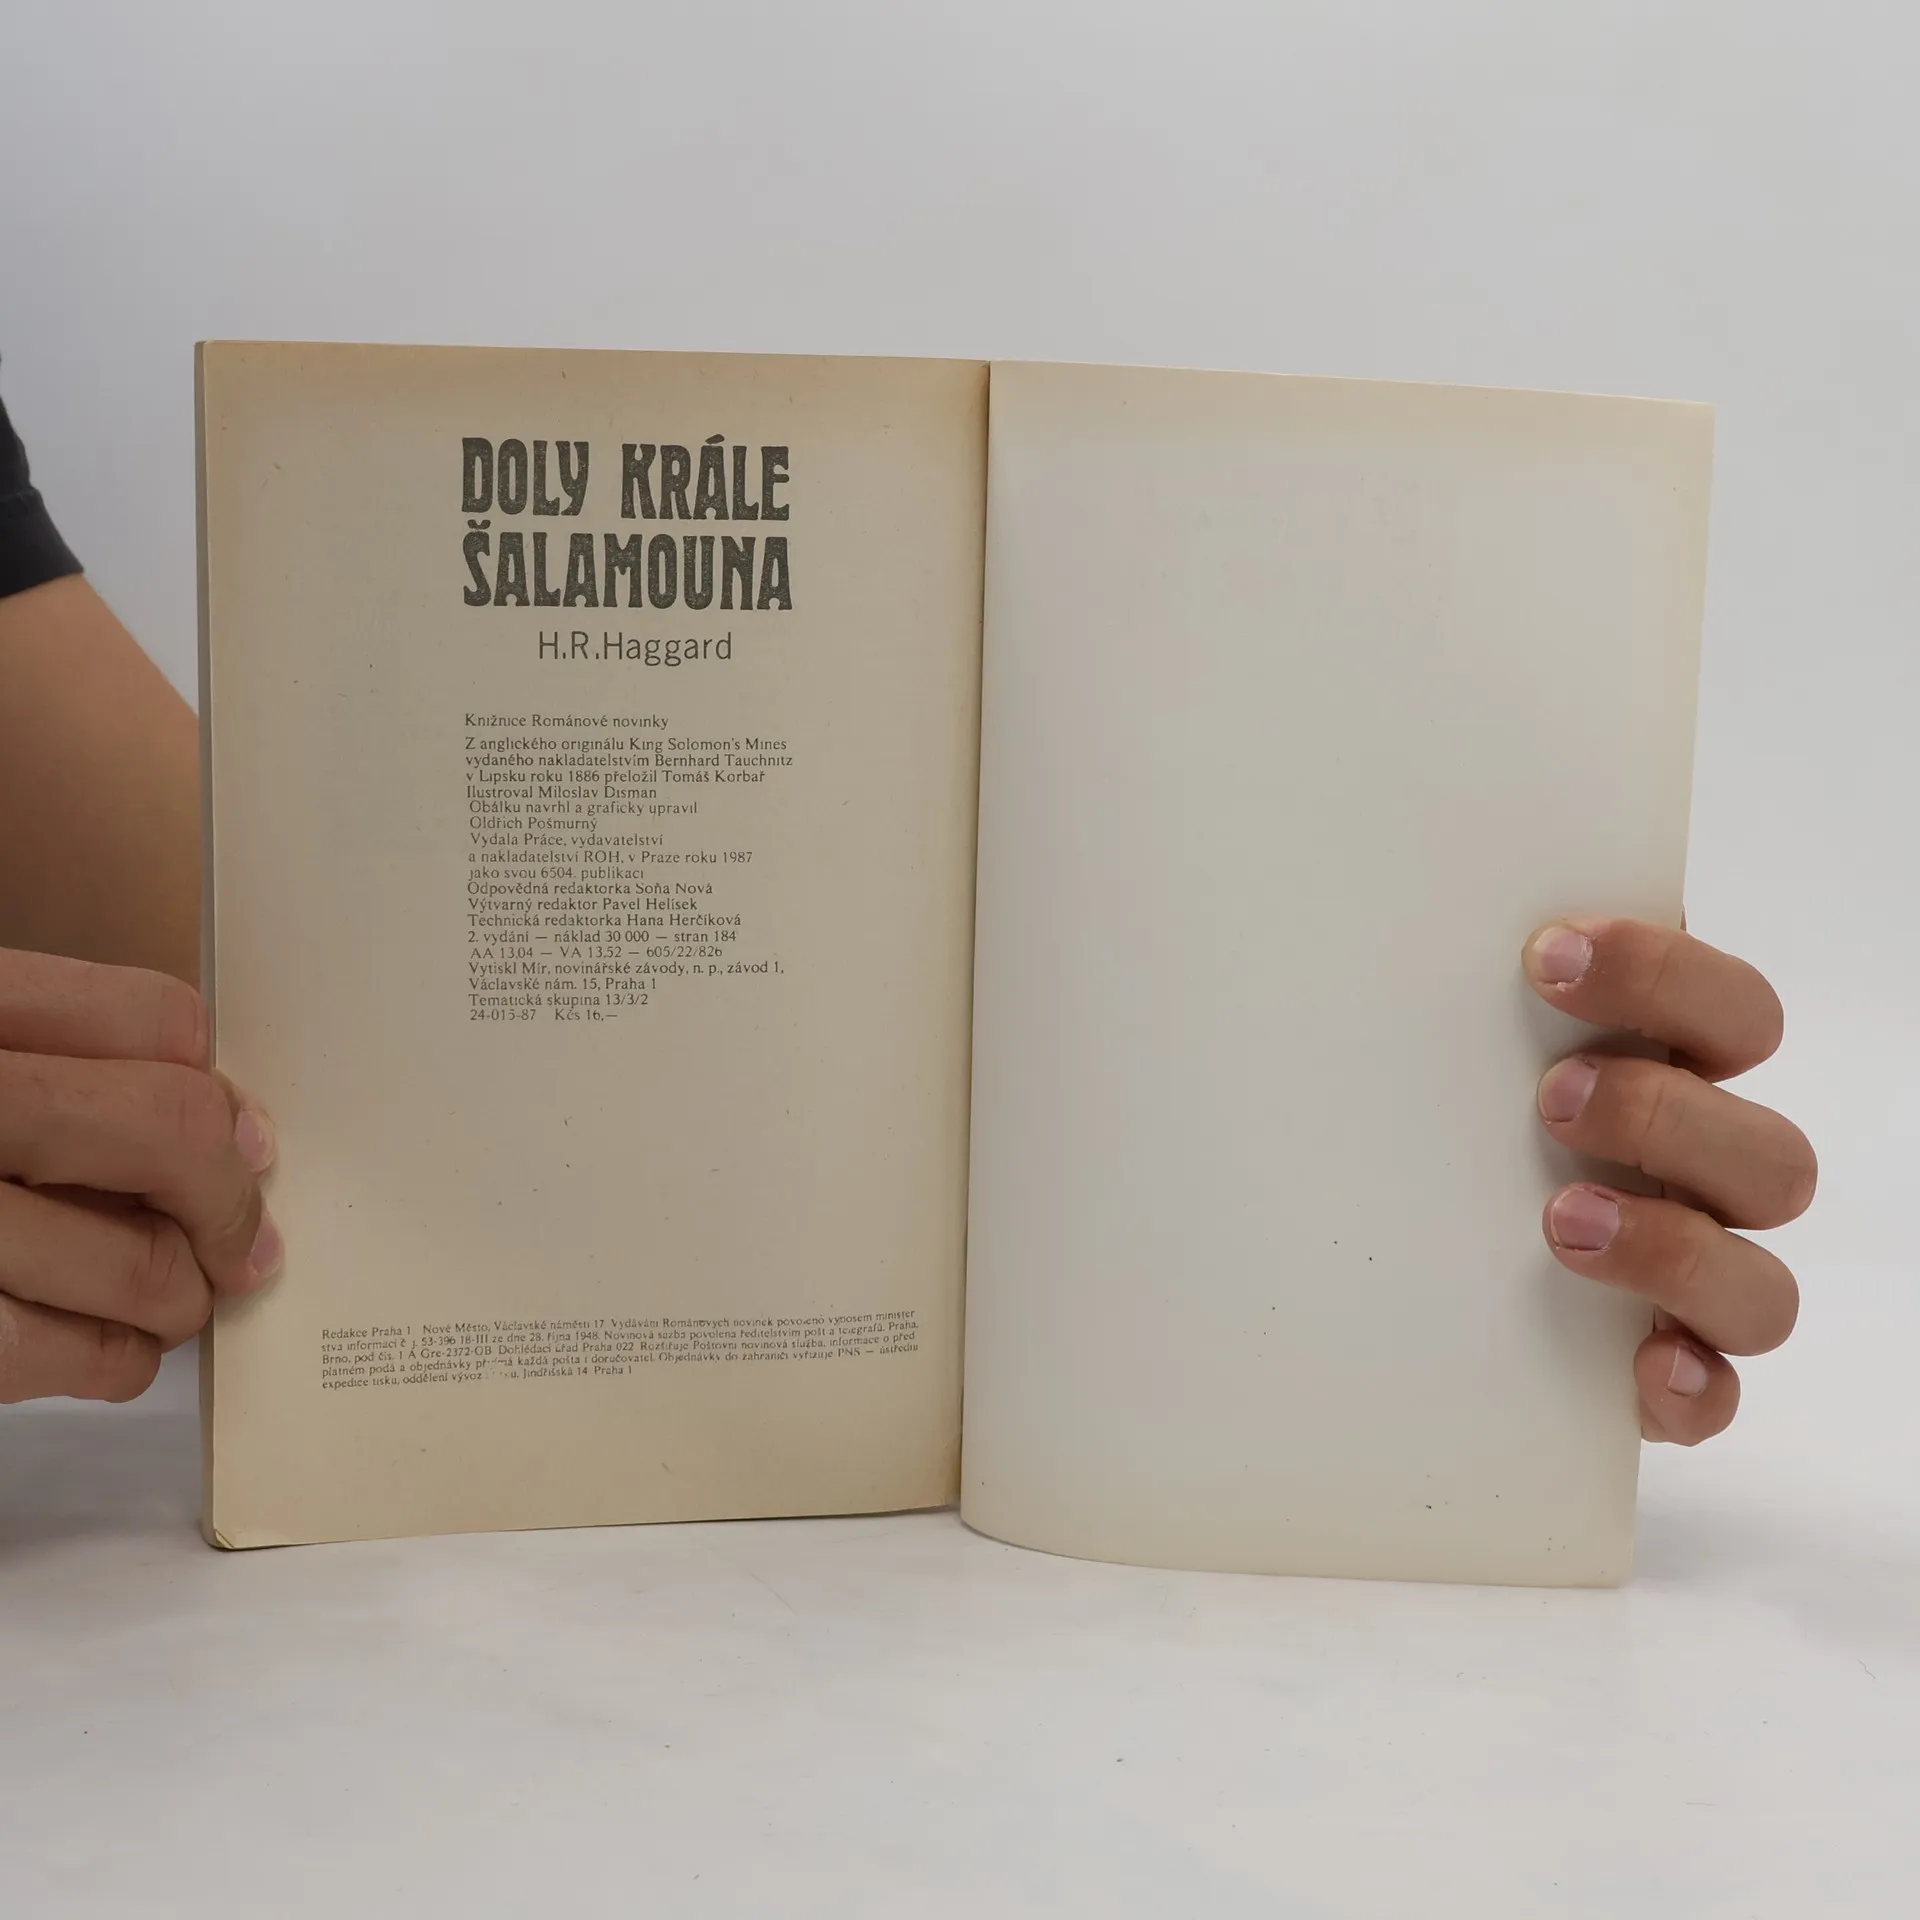 DOLY KRÁLE
ŠALAMOUNA
H.R.Haggard
Knižnice Románové novinky
Z anglického originálu King Solomon's Mines
vydaného nakladatelstvím Bernhard Tauchnitz
v Lipsku roku 1886 přeložil Tomáš Korbař
Ilustroval Miloslav Disman
Obálku navrhl a graficky upravil
Oldřich Pošmurný
Vydala Práce, vydavatelství
a nakladatelství ROH, v Praze roku 1987
jako svou 6504. publikaci
Odpovědná redaktorka Soňa Nová
Výtvarný redaktor Pavel Helísek
Technická redaktorka Hana Herčíková
2. vydání — náklad 30 000 — stran 184
AA 13,04 — VA 13,52 — 605/22/826
Vytiskl Mír, novinářské závody, n. p., závod 1,
Václavské nám. 15, Praha 1
Tematická skupina 13/3/2
24-015-87 Kčs 16,—
Redakce Praha 1 Nové Město, Václavské náměstí 17 Vydávání Románových novinek povoleno výnosem minister
stva informací č j. 53-396 18-III ze dne 28. října 1948. Novinová sazba povolena ředitelstvím pošt a telegrafů. Praha,
Brno, pod čís. 1 A Gre-2372-OB Dohlédací úřad Praha 022 Rozšiřuje Poštovní novinová služba, informace o před
platném podá a objednávky každá pošta i doručovatel. Objednávky do zahraničí vyřizuje PNS — ústřední
expedice tisku, oddělení vývoz Jindřišská 14 Praha 1